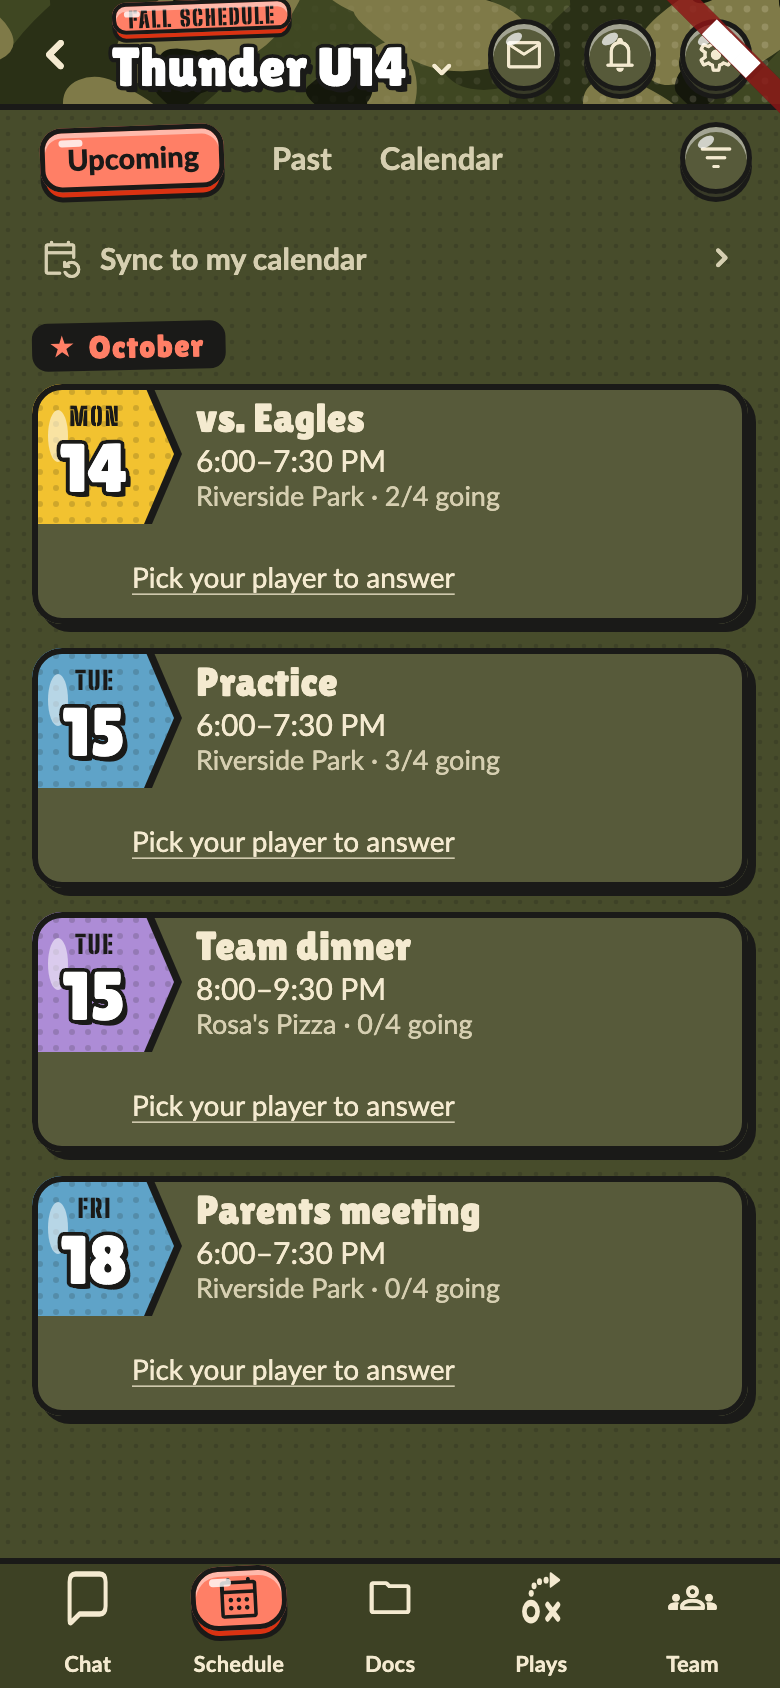 FALL SCHEDULE
Thunder U14
Upcoming
Past
Calendar
Sync to my calendar
★ October
MON
14
vs. Eagles
6:00–7:30 PM
Riverside Park · 2/4 going
Pick your player to answer
TUE
15
Practice
6:00–7:30 PM
Riverside Park · 3/4 going
Pick your player to answer
TUE
15
Team dinner
8:00–9:30 PM
Rosa's Pizza · 0/4 going
Pick your player to answer
FRI
18
Parents meeting
6:00–7:30 PM
Riverside Park · 0/4 going
Pick your player to answer
Chat
Schedule
Docs
Plays
Team